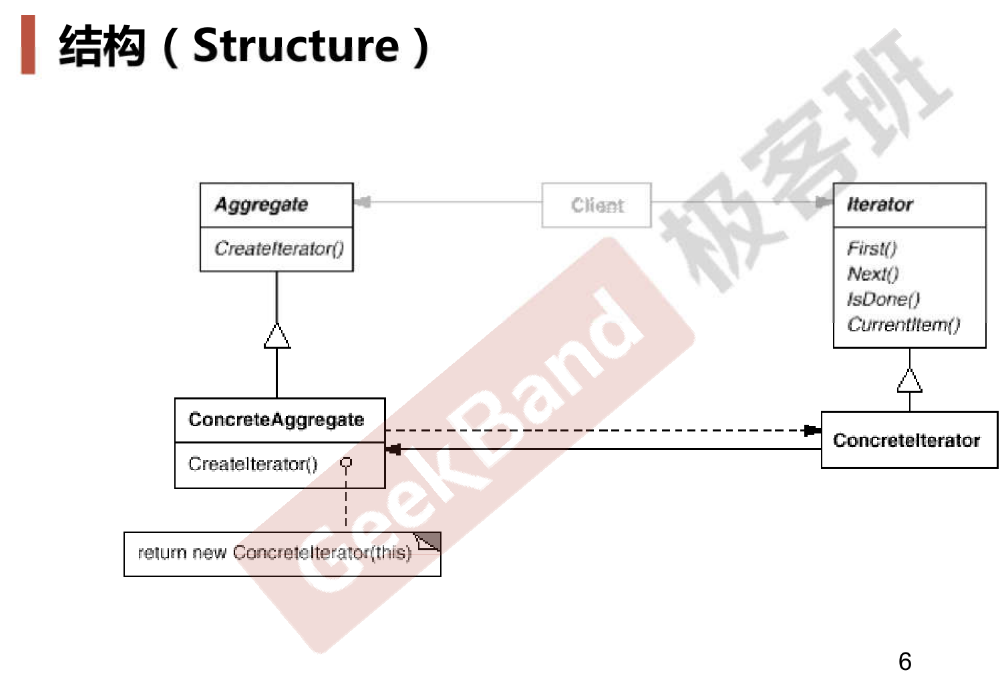 结构（Structure）
Aggregate
CreateIterator()
Client
Iterator
First()
Next()
IsDone()
CurrentItem()
ConcreteAggregate
CreateIterator()
ConcreteIterator
return new ConcreteIterator(this)
GeekBand
极客班
6